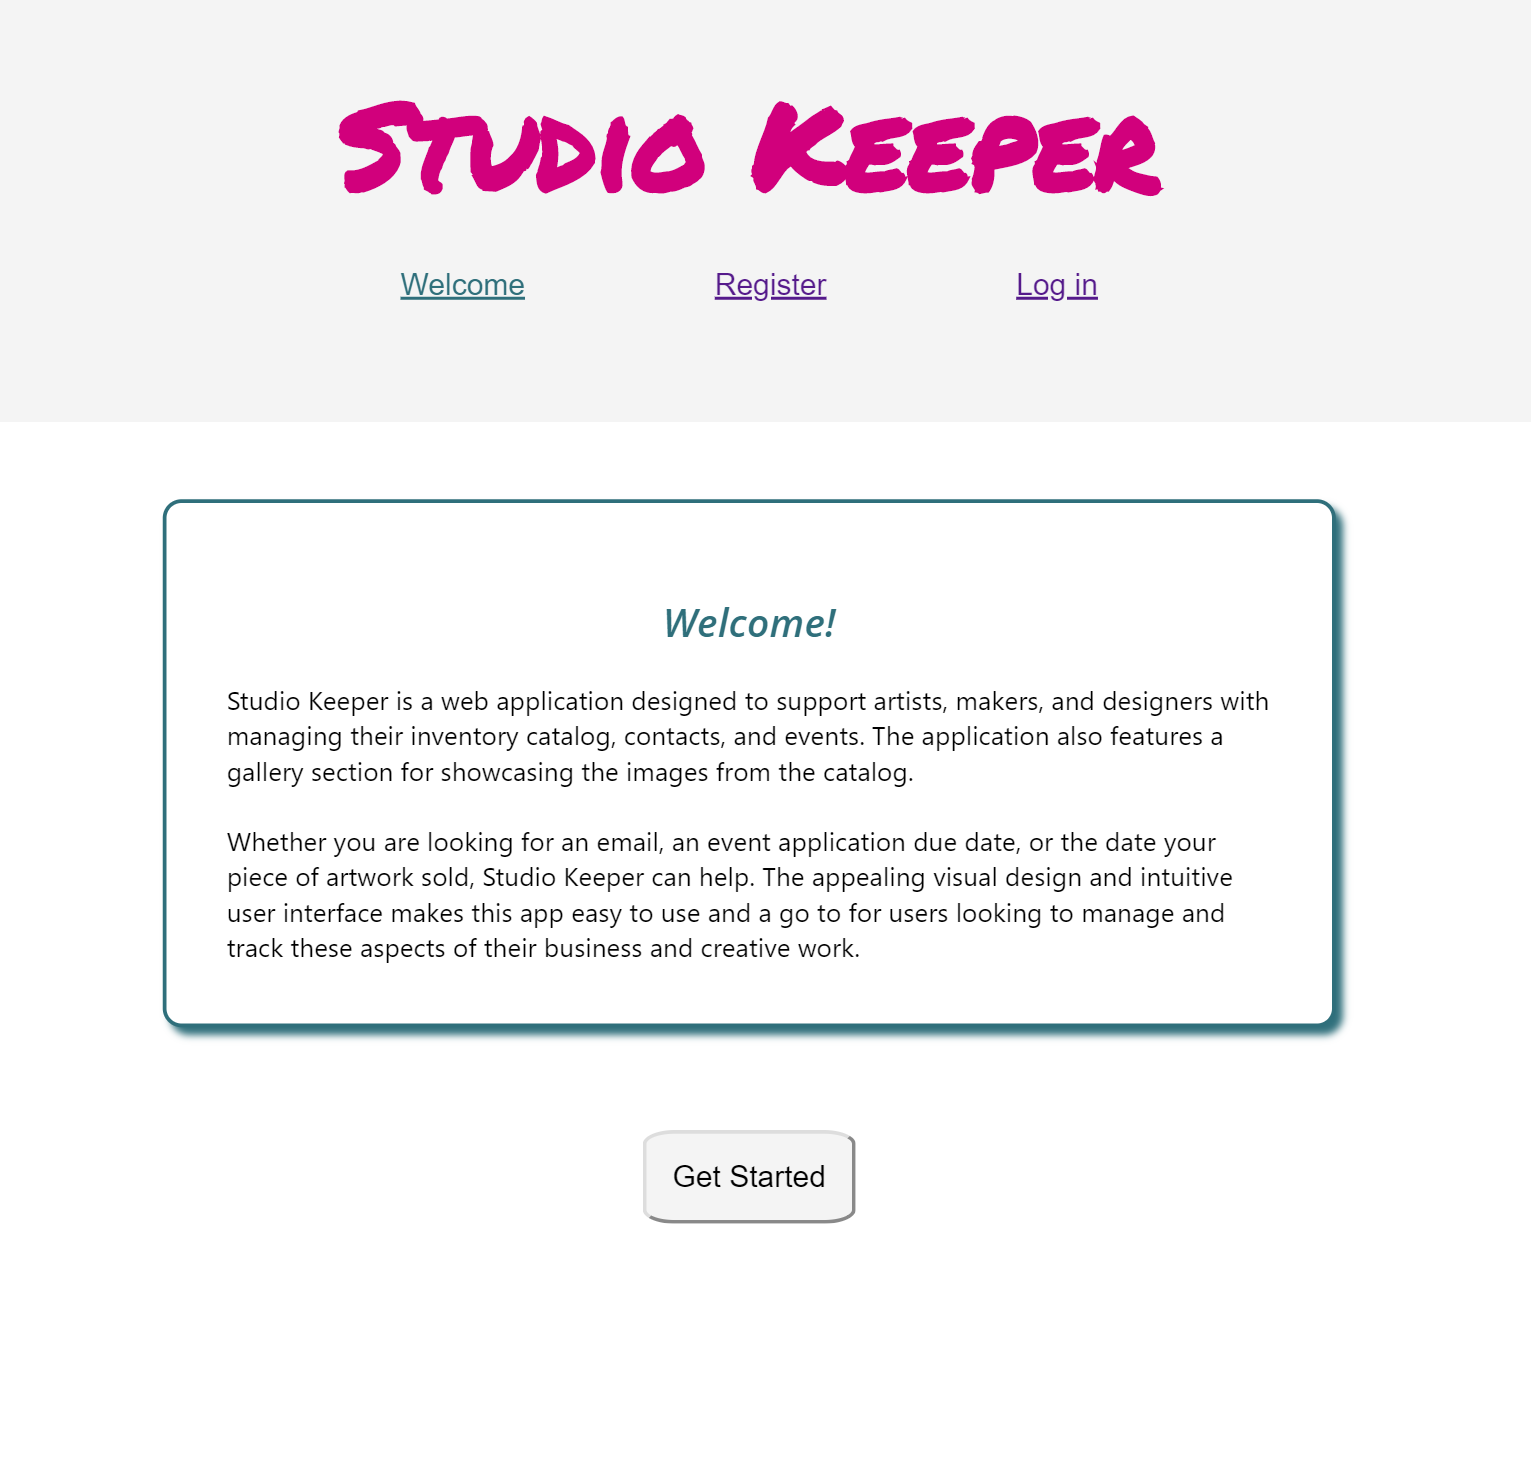 Studio Keeper
Welcome Register Log in
Welcome!
Studio Keeper is a web application designed to support artists, makers, and designers with
managing their inventory catalog, contacts, and events. The application also features a
gallery section for showcasing the images from the catalog.
Whether you are looking for an email, an event application due date, or the date your
piece of artwork sold, Studio Keeper can help. The appealing visual design and intuitive
user interface makes this app easy to use and a go to for users looking to manage and
track these aspects of their business and creative work.
Get Started